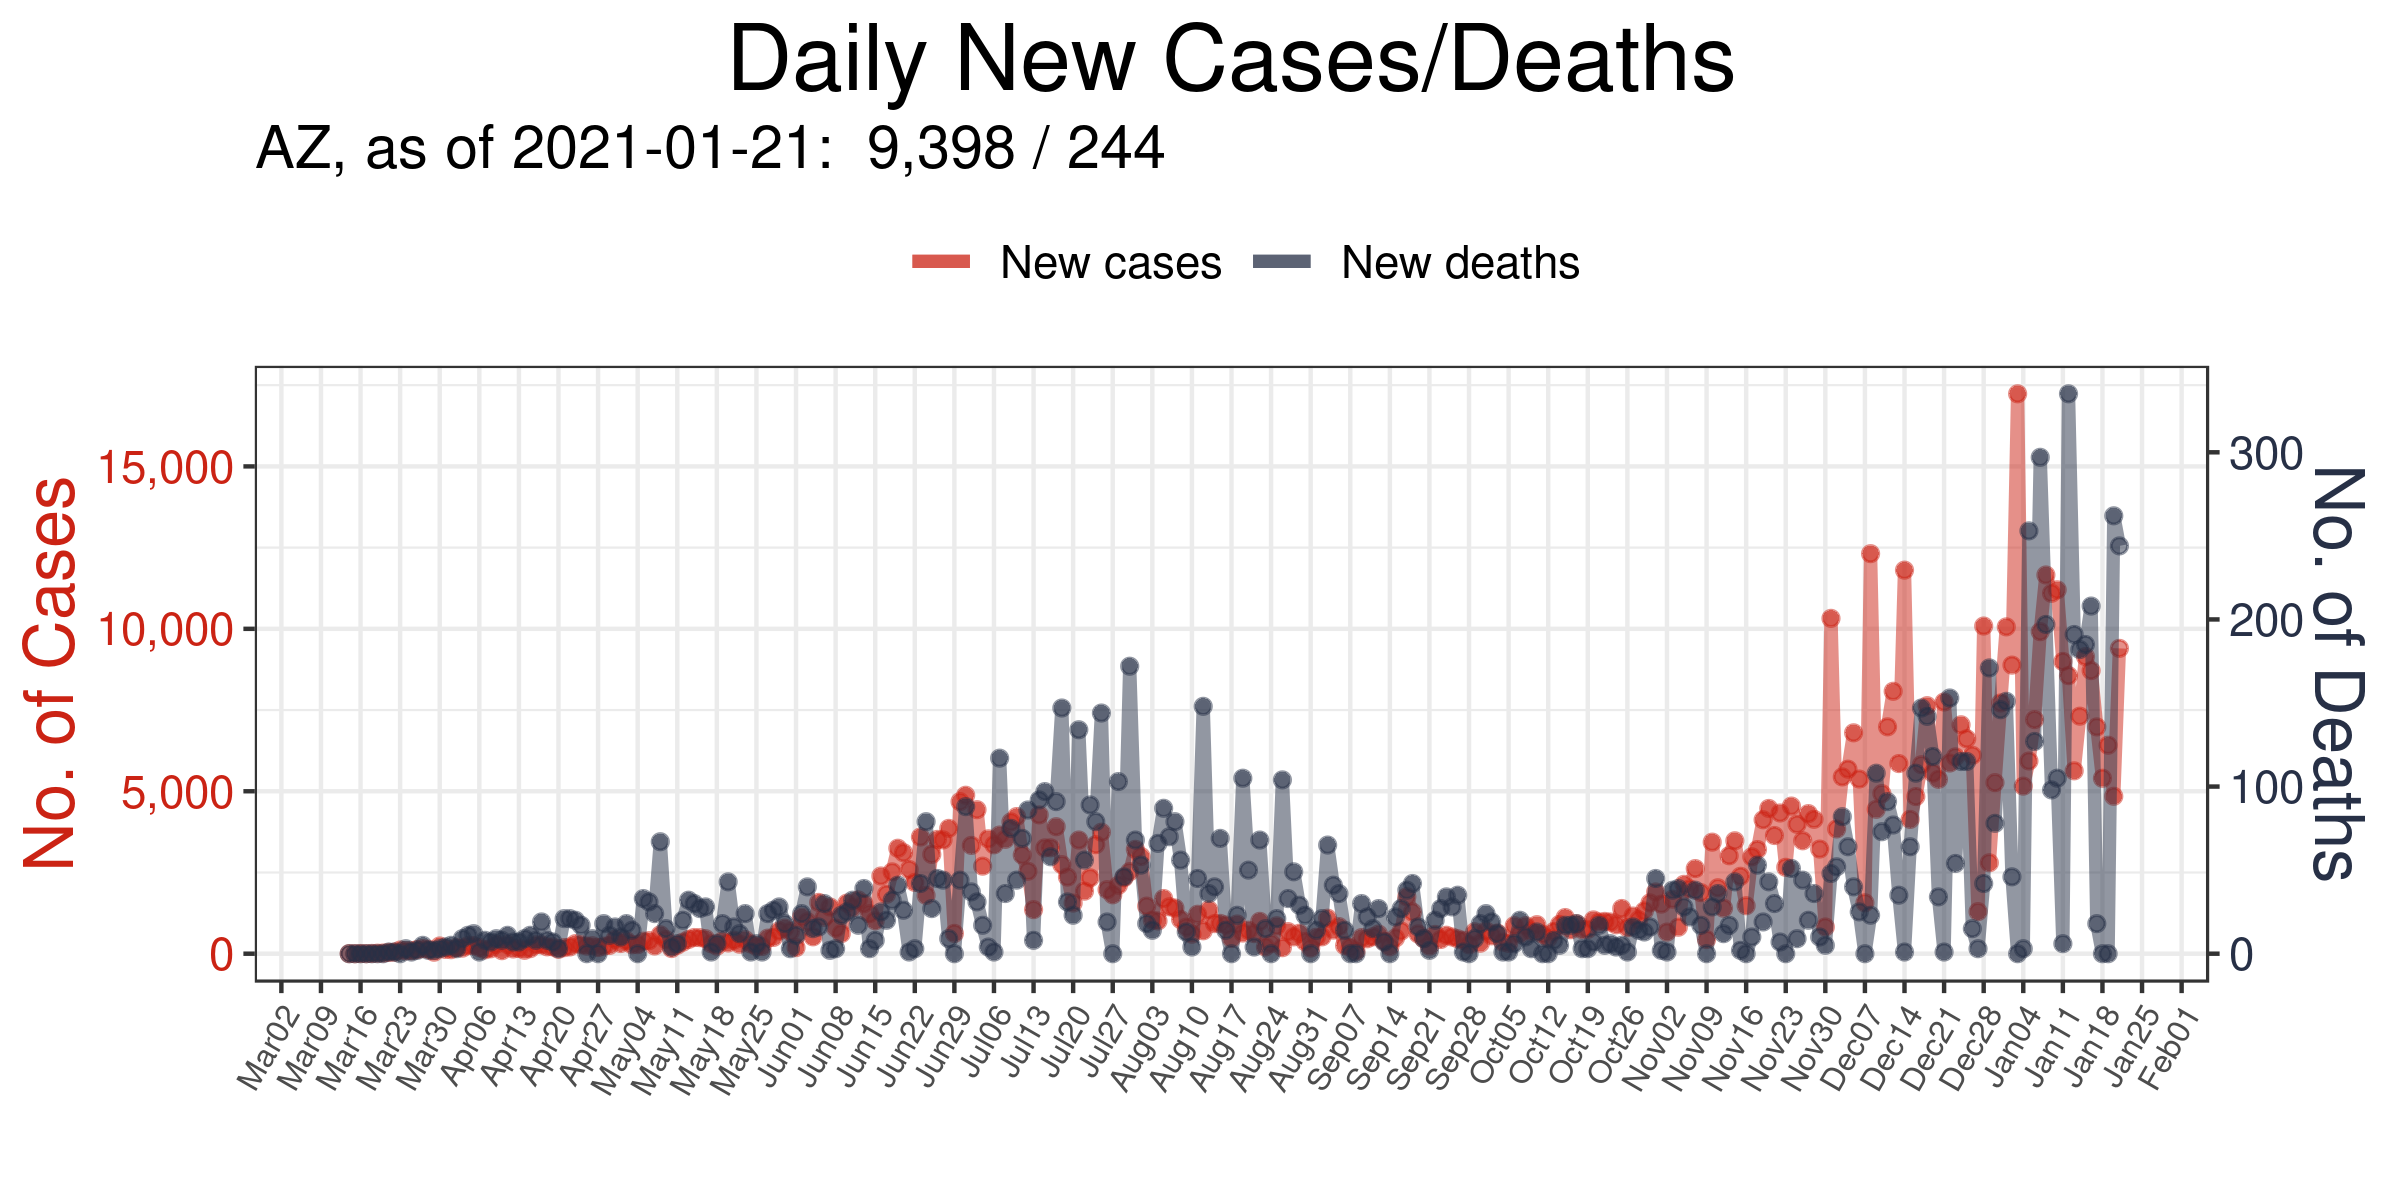 Daily New Cases/Deaths
AZ, as of 2021-01-21:  9,398 / 244
New cases
New deaths
No. of Cases
15,000
10,000
5,000
0
300
200
100
0
No. of Deaths
Mar02
Mar09
Mar16
Mar23
Mar30
Apr06
Apr13
Apr20
Apr27
May04
May11
May18
May25
Jun01
Jun08
Jun15
Jun22
Jun29
Jul06
Jul13
Jul20
Jul27
Aug03
Aug10
Aug17
Aug24
Aug31
Sep07
Sep14
Sep21
Sep28
Oct05
Oct12
Oct19
Oct26
Nov02
Nov09
Nov16
Nov23
Nov30
Dec07
Dec14
Dec21
Dec28
Jan04
Jan11
Jan18
Jan25
Feb01